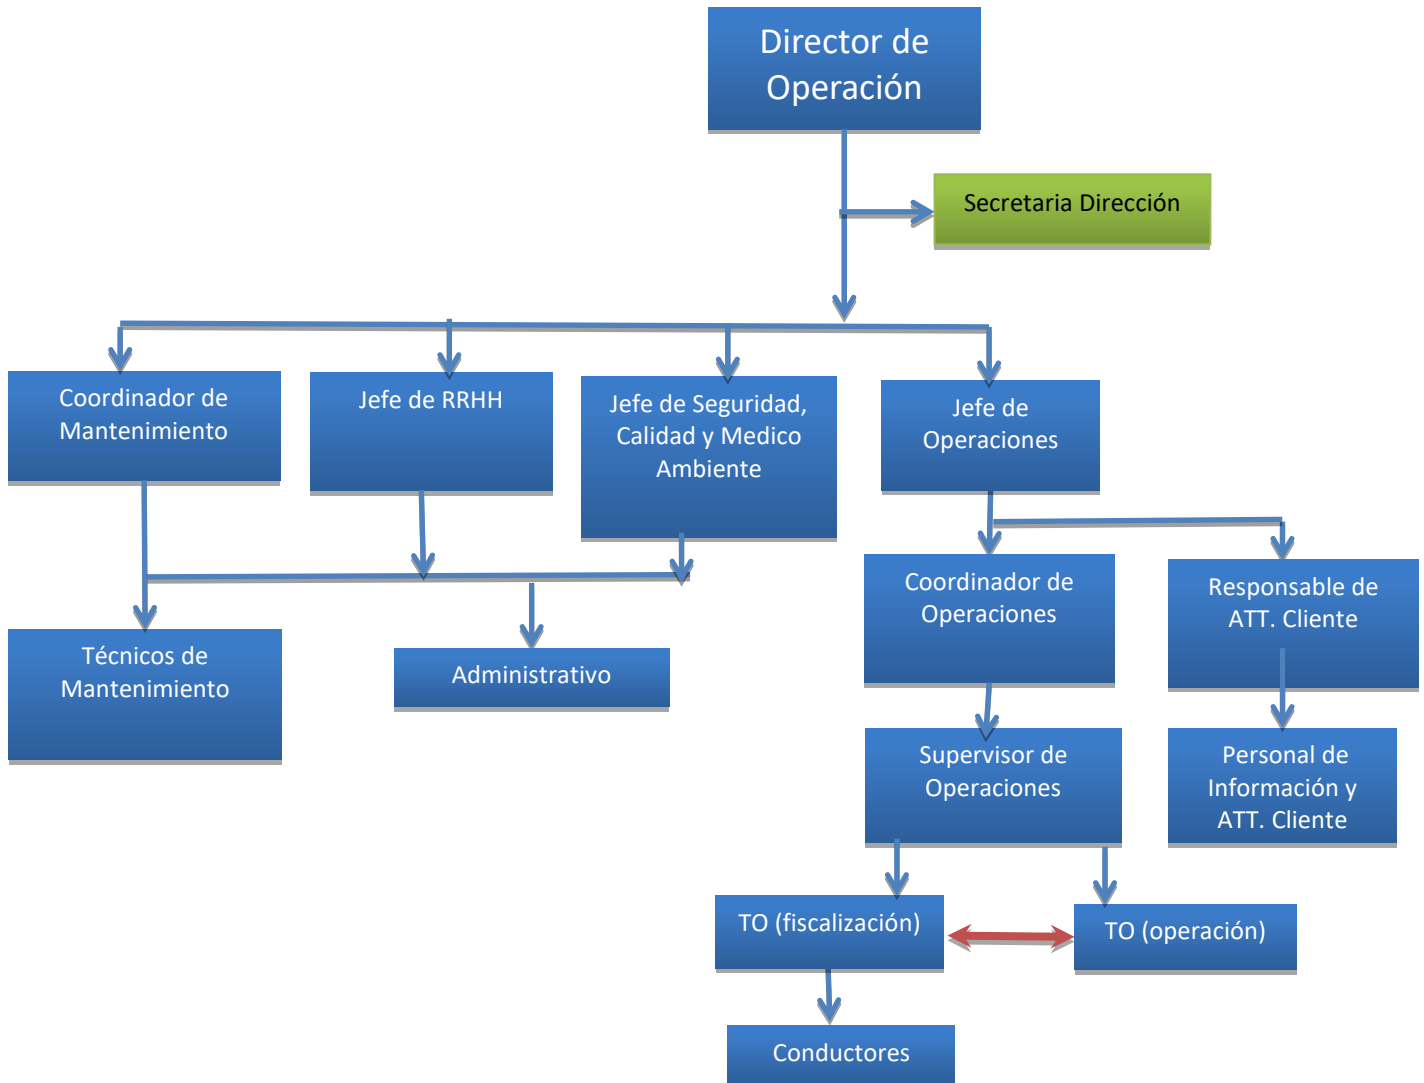 Director de
Operación
Secretaria Dirección
Coordinador de
Mantenimiento
Jefe de RRHH
Jefe de Seguridad,
Calidad y Medico
Ambiente
Jefe de
Operaciones
Coordinador de
Operaciones
Responsable de
ATT. Cliente
Técnicos de
Mantenimiento
Administrativo
Supervisor de
Operaciones
Personal de
Información y
ATT. Cliente
TO (fiscalización)
TO (operación)
Conductores